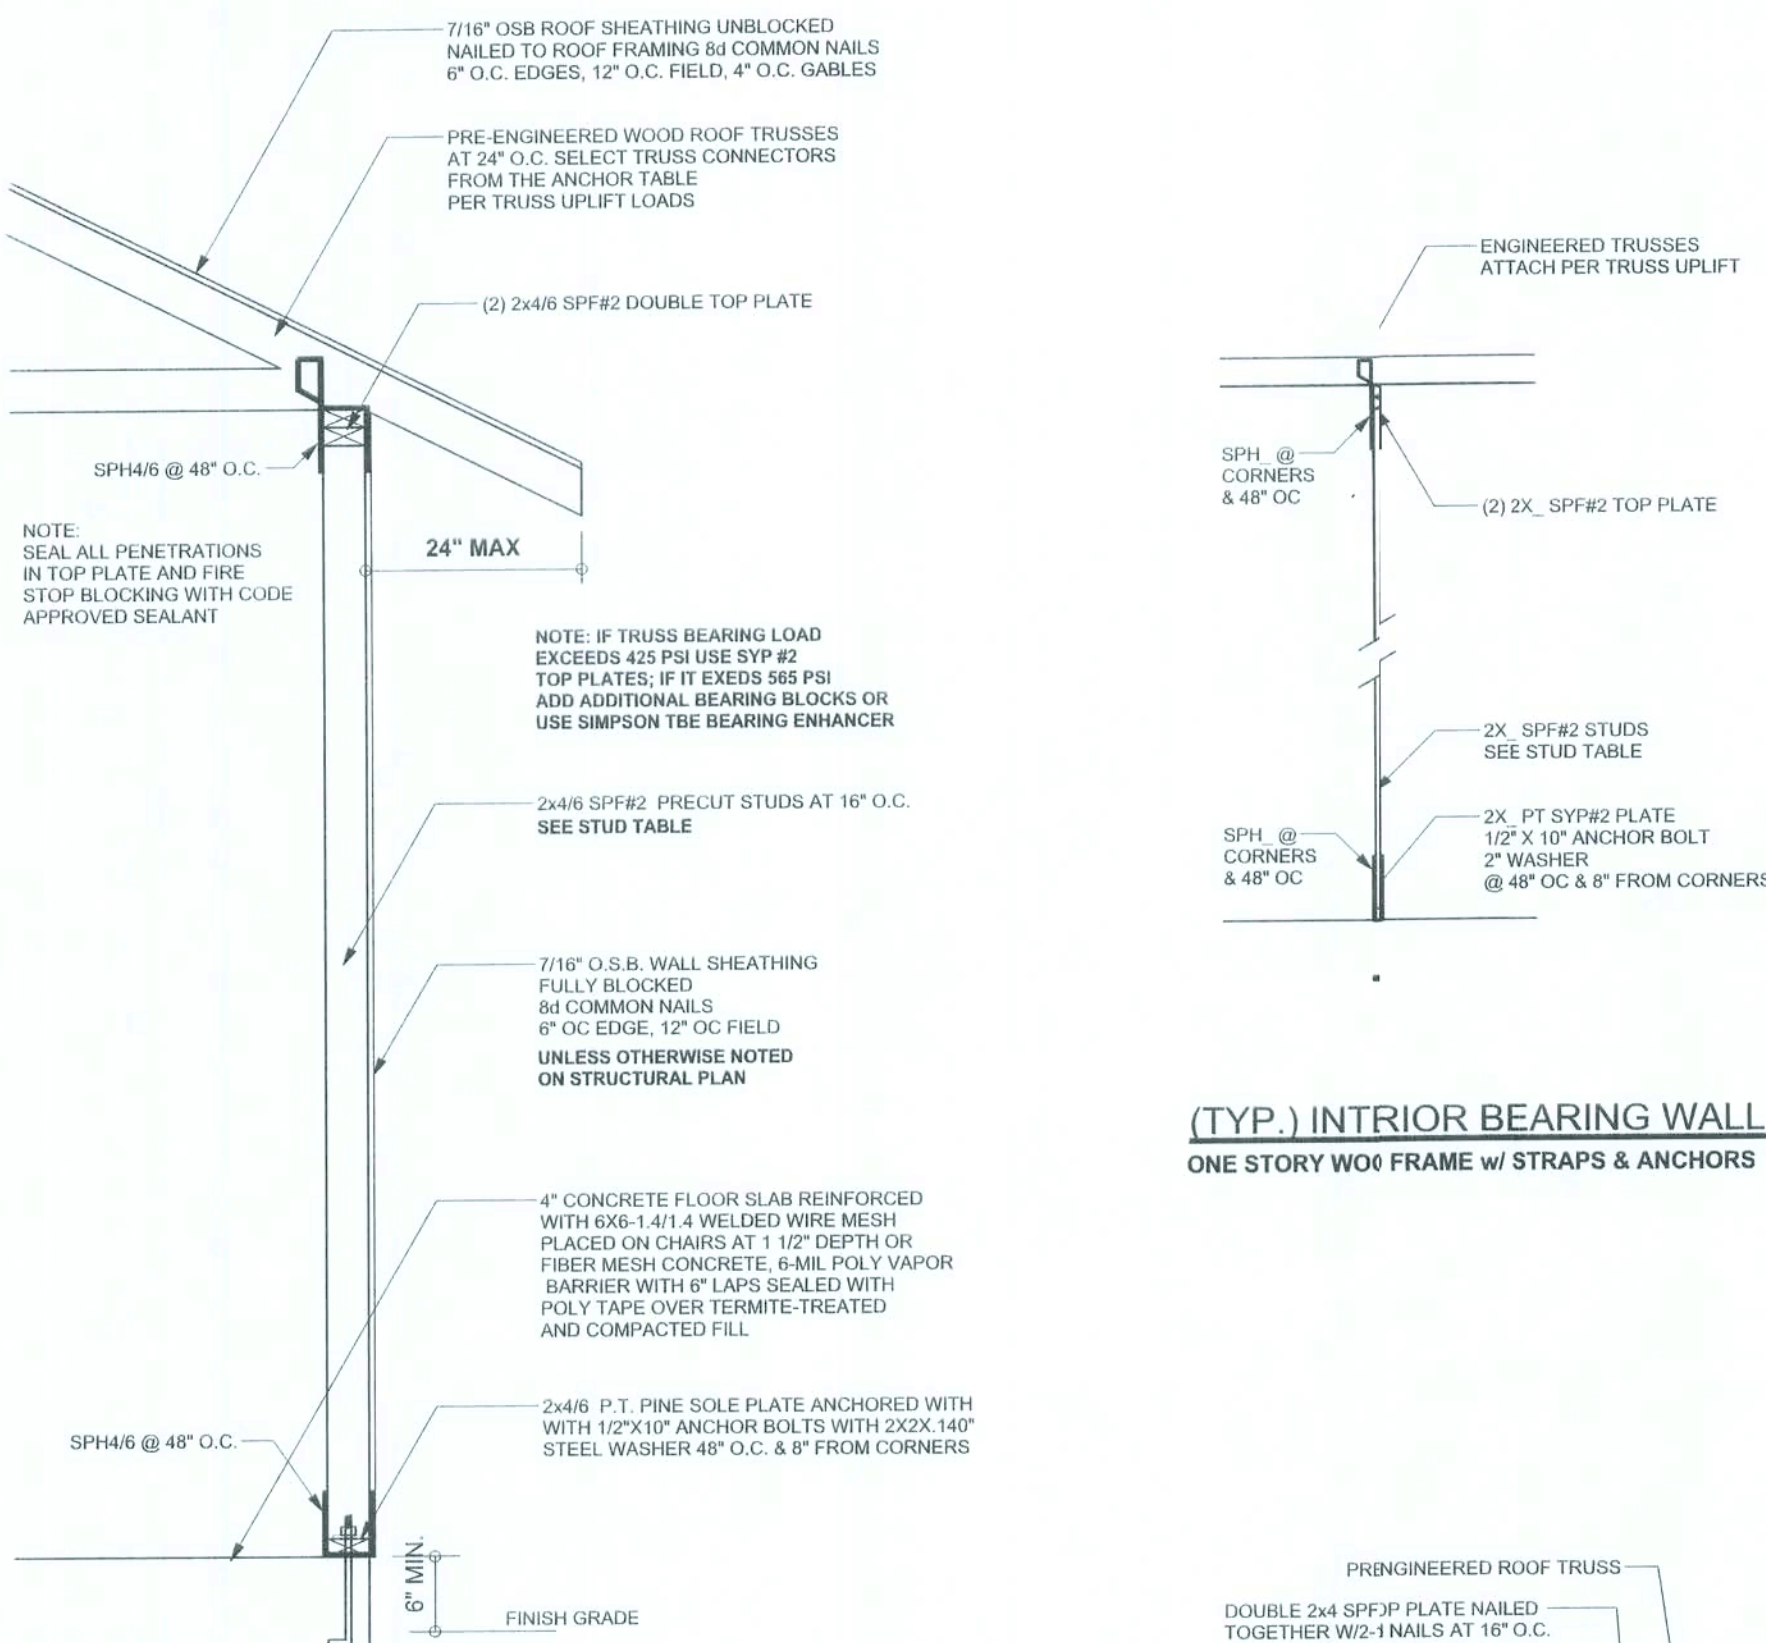 7/16" OSB ROOF SHEATHING UNBLOCKED
NAILED TO ROOF FRAMING 8d COMMON NAILS
6" O.C. EDGES, 12" O.C. FIELD, 4" O.C. GABLES
PRE-ENGINEERED WOOD ROOF TRUSSES
AT 24" O.C. SELECT TRUSS CONNECTORS
FROM THE ANCHOR TABLE
PER TRUSS UPLIFT LOADS
(2) 2x4/6 SPF#2 DOUBLE TOP PLATE
SPH4/6 @ 48" O.C.
NOTE:
SEAL ALL PENETRATIONS
IN TOP PLATE AND FIRE
STOP BLOCKING WITH CODE
APPROVED SEALANT
24" MAX
NOTE: IF TRUSS BEARING LOAD
EXCEEDS 425 PSI USE SYP #2
TOP PLATES; IF IT EXEDS 565 PSI
ADD ADDITIONAL BEARING BLOCKS OR
USE SIMPSON TBE BEARING ENHANCER
2x4/6 SPF#2 PRECUT STUDS AT 16" O.C.
SEE STUD TABLE
7/16" O.S.B. WALL SHEATHING
FULLY BLOCKED
8d COMMON NAILS
6" OC EDGE, 12" OC FIELD
UNLESS OTHERWISE NOTED
ON STRUCTURAL PLAN
4" CONCRETE FLOOR SLAB REINFORCED
WITH 6X6-1.4/1.4 WELDED WIRE MESH
PLACED ON CHAIRS AT 1 1/2" DEPTH OR
FIBER MESH CONCRETE, 6-MIL POLY VAPOR
BARRIER WITH 6" LAPS SEALED WITH
POLY TAPE OVER TERMITE-TREATED
AND COMPACTED FILL
2x4/6 P.T. PINE SOLE PLATE ANCHORED WITH
WITH 1/2"X10" ANCHOR BOLTS WITH 2X2X.140"
STEEL WASHER 48" O.C. & 8" FROM CORNERS
SPH4/6 @ 48" O.C.
6" MIN.
FINISH GRADE
ENGINEERED TRUSSES
ATTACH PER TRUSS UPLIFT
SPH_ @
CORNERS
& 48" OC
(2) 2X_ SPF#2 TOP PLATE
2X_ SPF#2 STUDS
SEE STUD TABLE
SPH_ @
CORNERS
& 48" OC
2X_ PT SYP#2 PLATE
1/2" X 10" ANCHOR BOLT
2" WASHER
@ 48" OC & 8" FROM CORNERS
(TYP.) INTRIOR BEARING WALL
ONE STORY WOO FRAME w/ STRAPS & ANCHORS
PRENGINEERED ROOF TRUSS
DOUBLE 2x4 PLATE NAILED
TOGETHER NAILS AT 16" O.C.